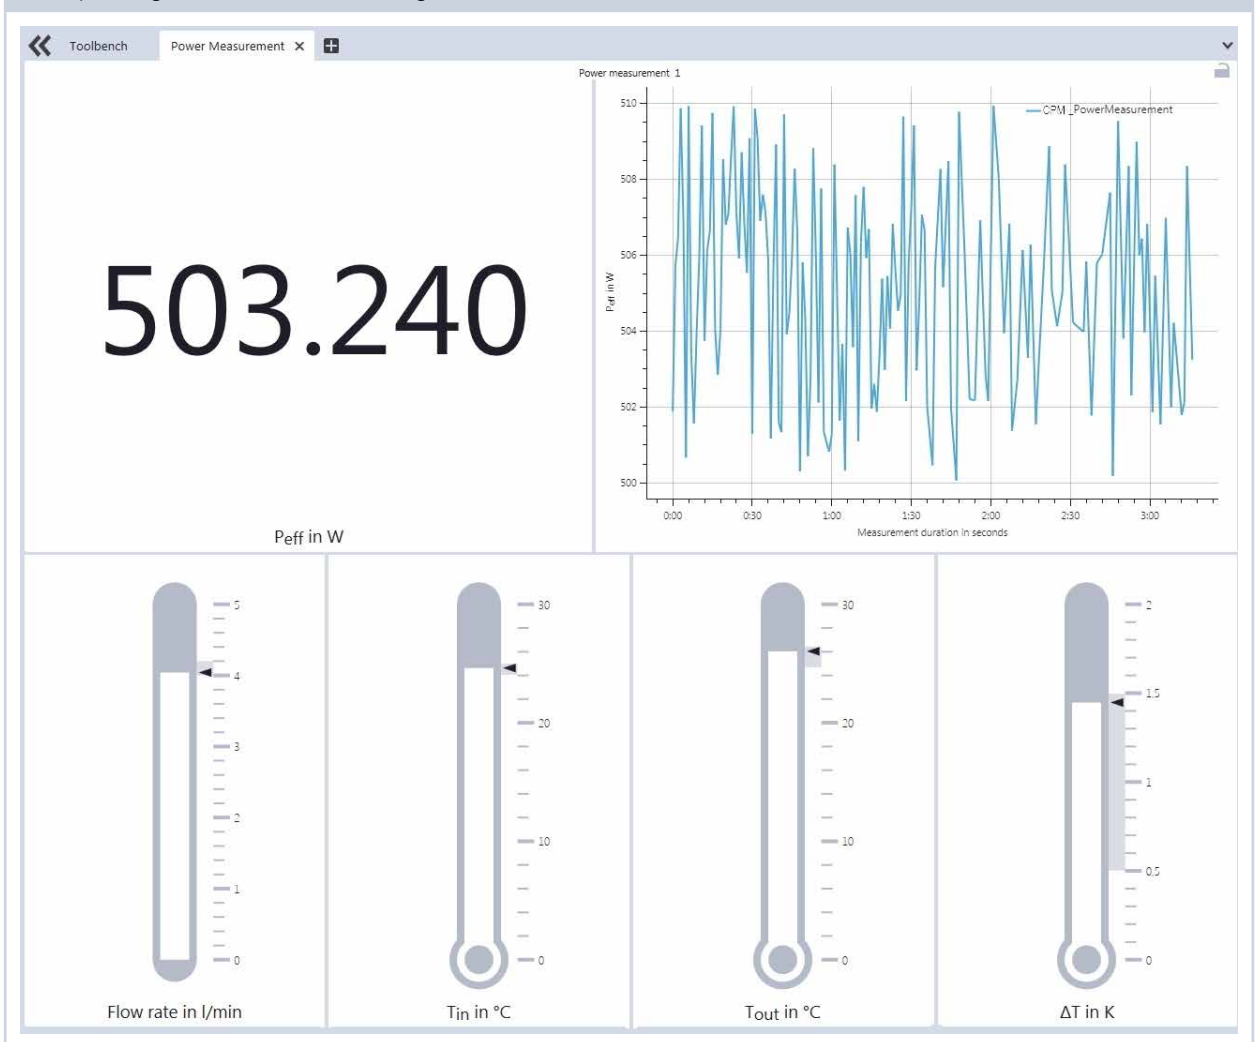 Toolbench
Power Measurement
Power measurement 1
503.240
Peff in W
CPM_PowerMeasurement
Peff in W
510
508
506
504
502
500
0:00 0:30 1:00 1:30 2:00 2:30 3:00
Measurement duration in seconds
5
4
3
2
1
0
Flow rate in l/min
30
20
10
0
Tin in °C
30
20
10
0
Tout in °C
2
1.5
1
0.5
0
ΔT in K